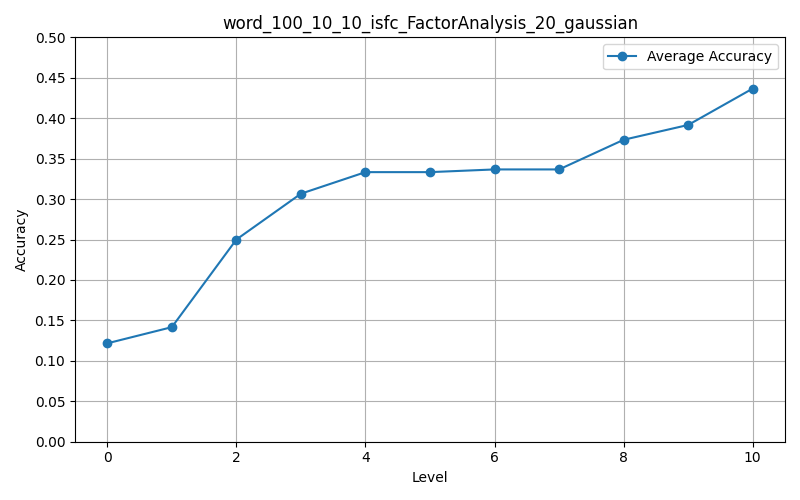 word_100_10_10_isfc_FactorAnalysis_20_gaussian
Average Accuracy
Accuracy
0.50
0.45
0.40
0.35
0.30
0.25
0.20
0.15
0.10
0.05
0.00
0 2 4 6 8 10
Level